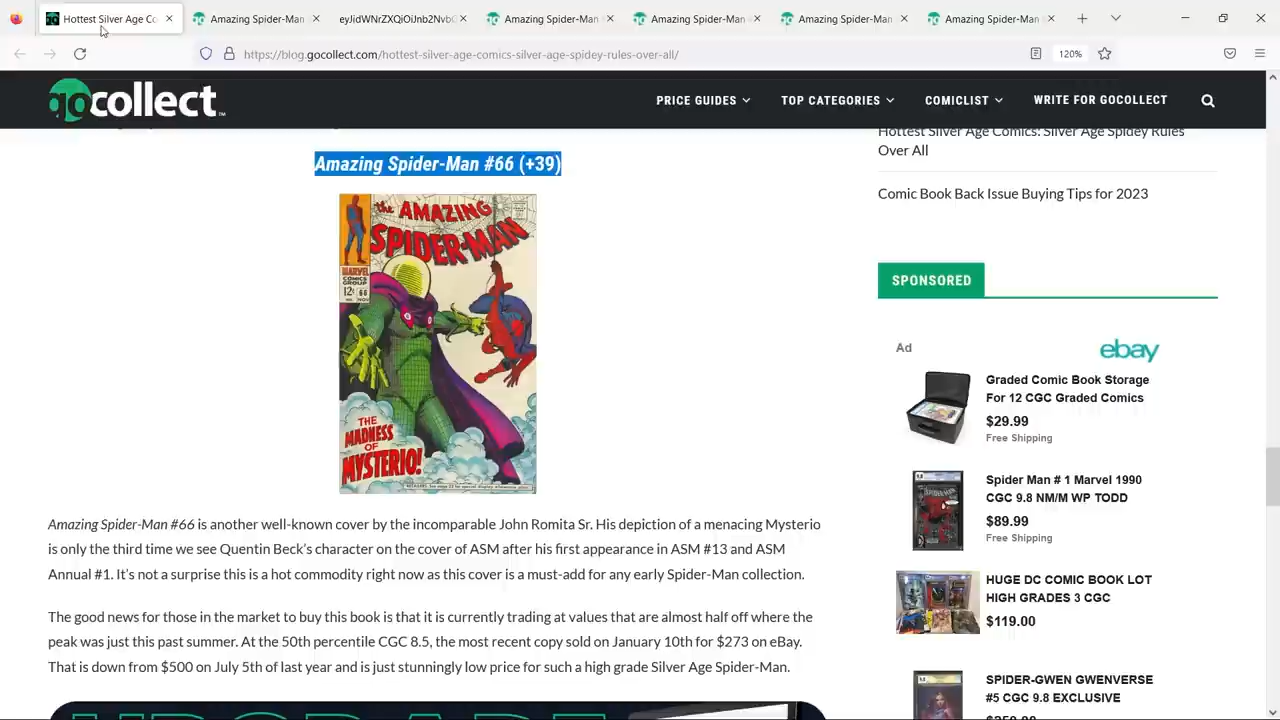 Hottest Silver Age Co
Amazing Spider-Man
eyJidWNrZXQiOiJnb2NvbG
Amazing Spider-Man
Amazing Spider-Man #
Amazing Spider-Man
Amazing Spider-Man #
https://blog.gocollect.com/hottest-silver-age-comics-silver-age-spidey-rules-over-all/
120%
gocollect
PRICE GUIDES
TOP CATEGORIES
COMICLIST
WRITE FOR GOCOLLECT
Amazing Spider-Man #66 (+39)
the AMAZING
SPIDER-MAN
MARVEL
COMICS
GROUP
12¢ 66
NOV
THE
MADNESS
OF
MYSTERIO!
Amazing Spider-Man #66 is another well-known cover by the incomparable John Romita Sr. His depiction of a menacing Mysterio
is only the third time we see Quentin Beck’s character on the cover of ASM after his first appearance in ASM #13 and ASM
Annual #1. It’s not a surprise this is a hot commodity right now as this cover is a must-add for any early Spider-Man collection.
The good news for those in the market to buy this book is that it is currently trading at values that are almost half off where the
peak was just this past summer. At the 50th percentile CGC 8.5, the most recent copy sold on January 10th for $273 on eBay.
That is down from $500 on July 5th of last year and is just stunningly low price for such a high grade Silver Age Spider-Man.
Hottest Silver Age Comics: Silver Age Spidey Rules
Over All
Comic Book Back Issue Buying Tips for 2023
SPONSORED
Ad
ebay
Graded Comic Book Storage
For 12 CGC Graded Comics
$29.99
Free Shipping
Spider Man # 1 Marvel 1990
CGC 9.8 NM/M WP TODD
$89.99
Free Shipping
HUGE DC COMIC BOOK LOT
HIGH GRADES 3 CGC
$119.00
SPIDER-GWEN GWENVERSE
#5 CGC 9.8 EXCLUSIVE